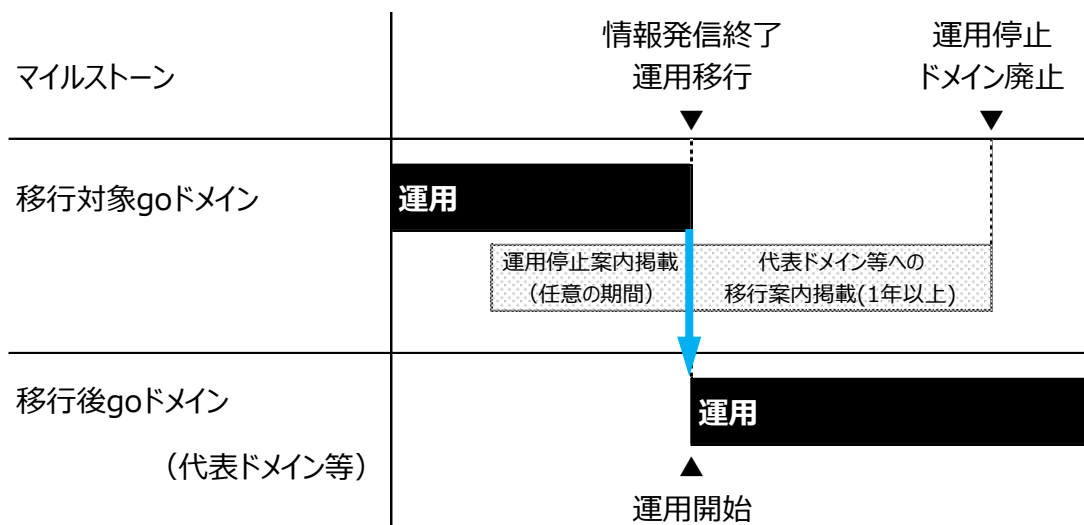 情報発信終了
運用移行
運用停止
ドメイン廃止
マイルストーン
▼
▼
移行対象goドメイン
運用
運用停止案内掲載
（任意の期間）
代表ドメイン等への
移行案内掲載(1年以上)
移行後goドメイン
（代表ドメイン等）
運用
▲
運用開始